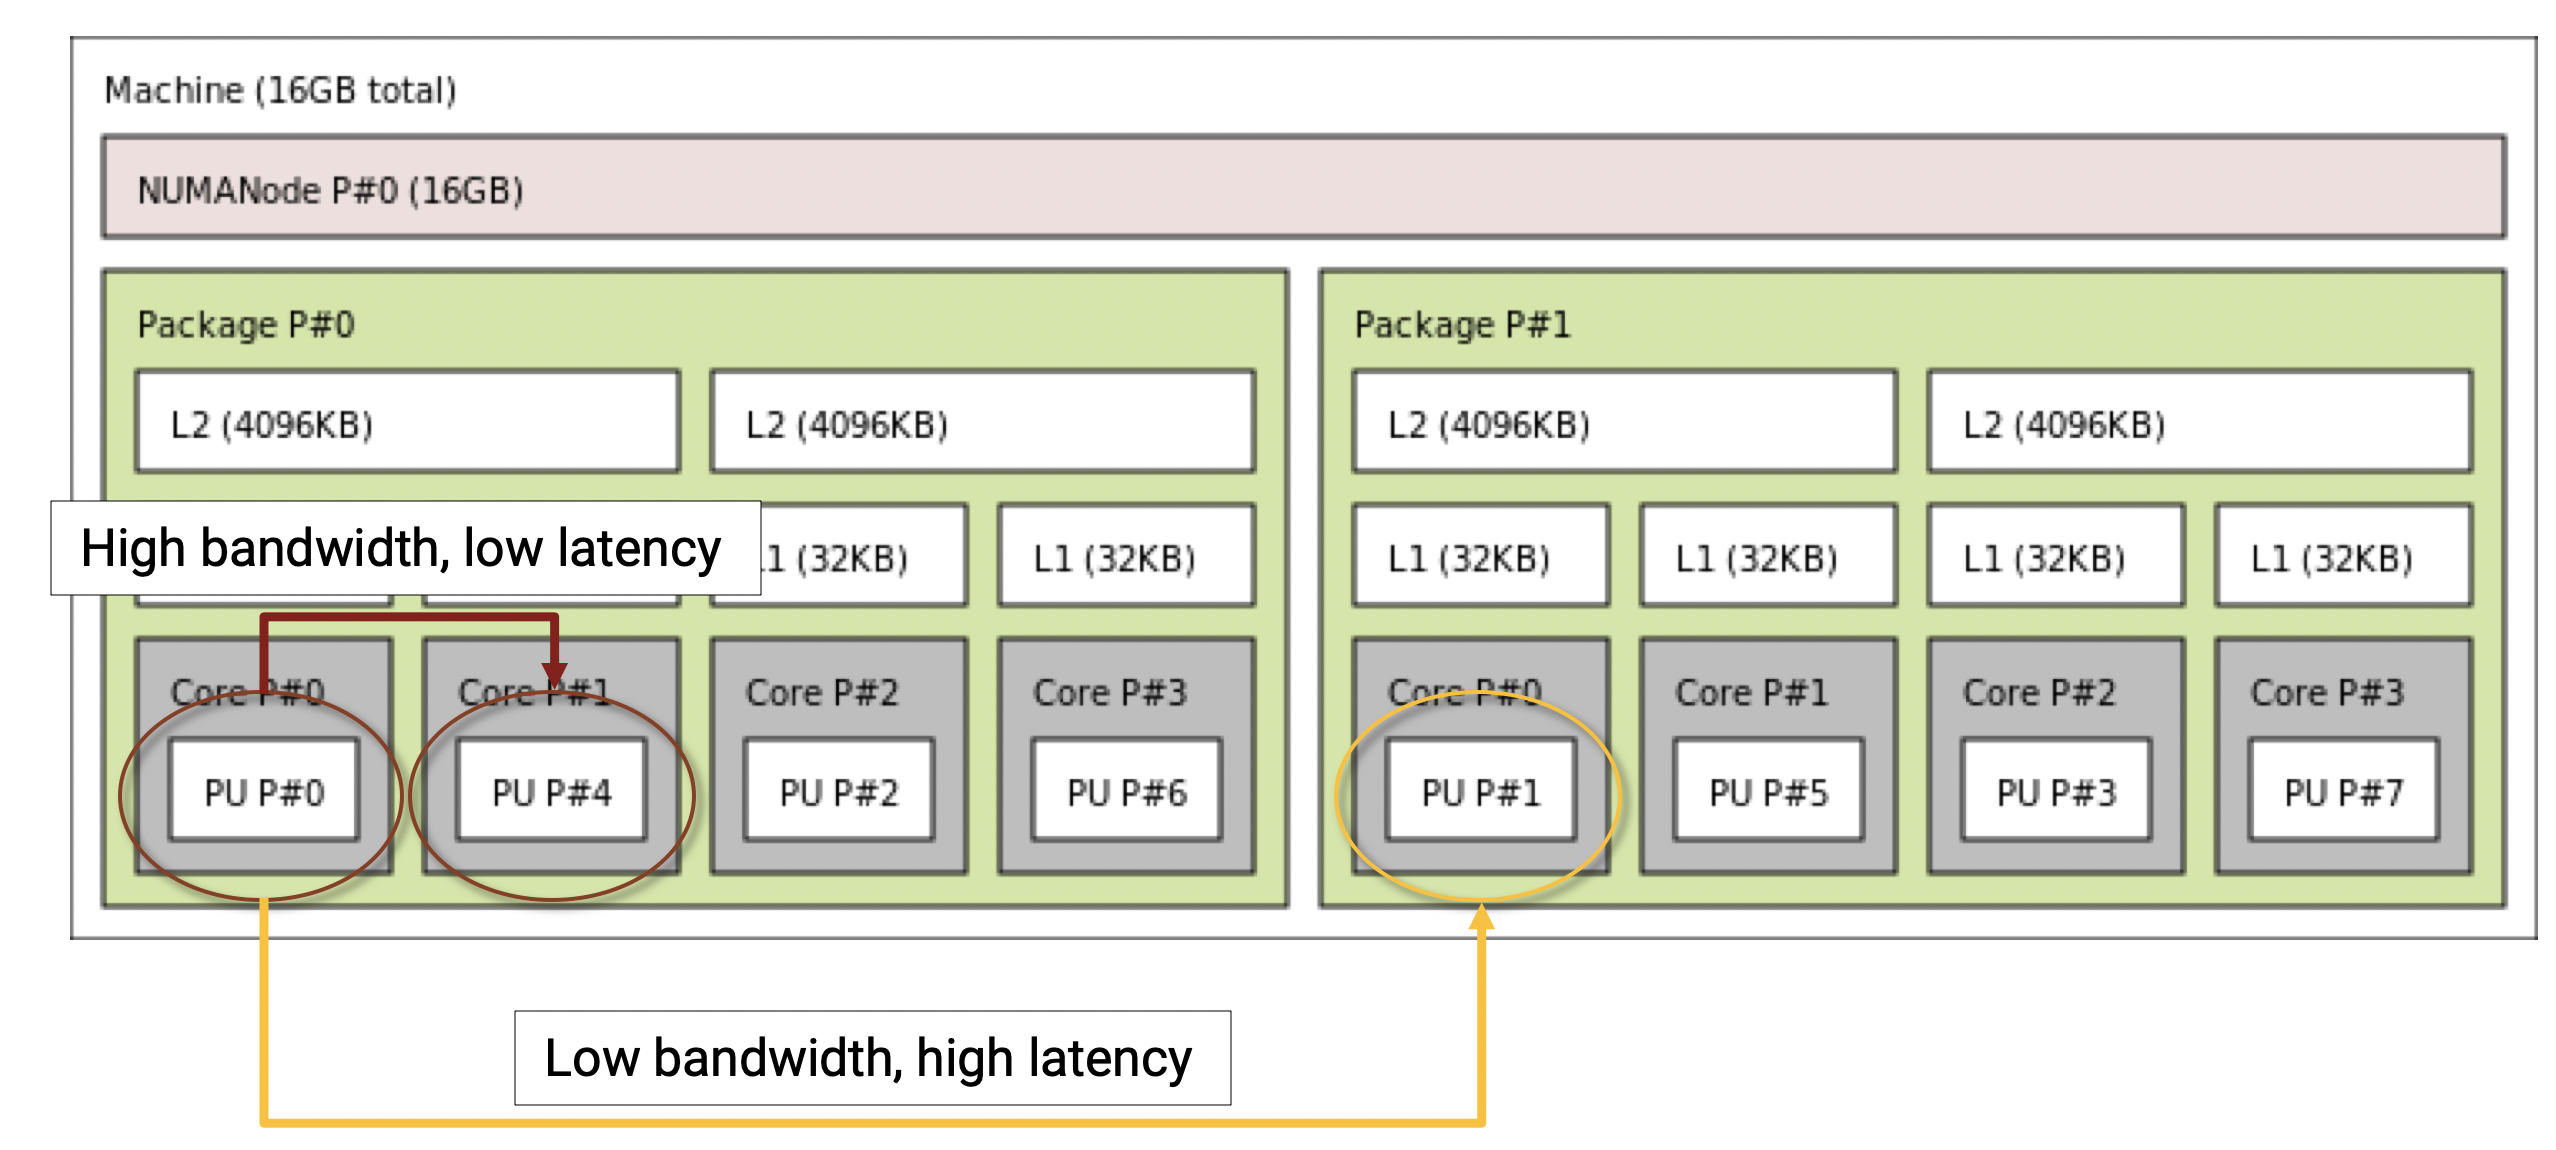 Machine (16GB total)
NUMANode P#0 (16GB)
Package P#0
Package P#1
L2 (4096KB)
L2 (4096KB)
L2 (4096KB)
L2 (4096KB)
High bandwidth, low latency
L1 (32KB)
L1 (32KB)
L1 (32KB)
L1 (32KB)
L1 (32KB)
L1 (32KB)
Core P#0
Core P#1
Core P#2
Core P#3
Core P#0
Core P#1
Core P#2
Core P#3
PU P#0
PU P#4
PU P#2
PU P#6
PU P#1
PU P#5
PU P#3
PU P#7
Low bandwidth, high latency